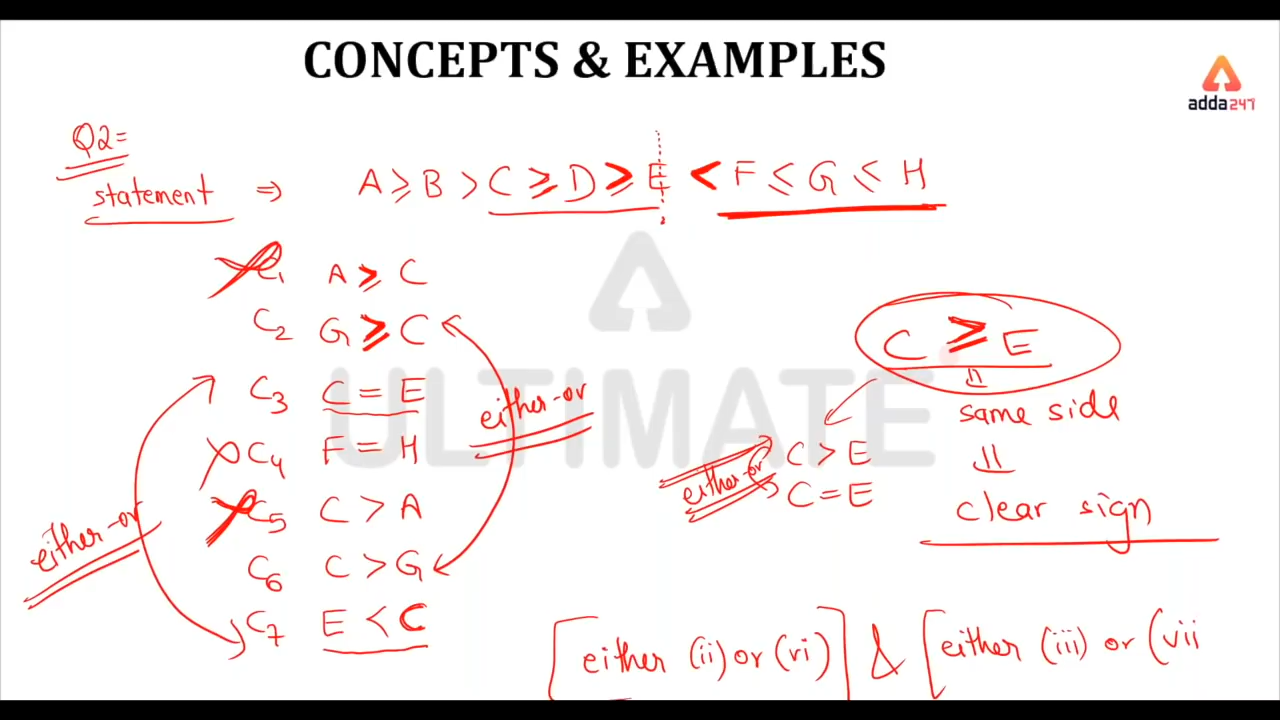 CONCEPTS & EXAMPLES
adda247
Q2=
statement ⇒ A ≥ B > C ≥ D ≥ E < F ≤ G ≤ H
C1 A ≥ C
C2 G ≥ C
C3 C = E
C4 F = H
C5 C > A
C6 C > G
C7 E < C
either-or
either-or
C ≥ E
same side
clear sign
either-or
C > E
C = E
ULTIMATE
[either (ii) or (vi)] & [either (iii) or (vii